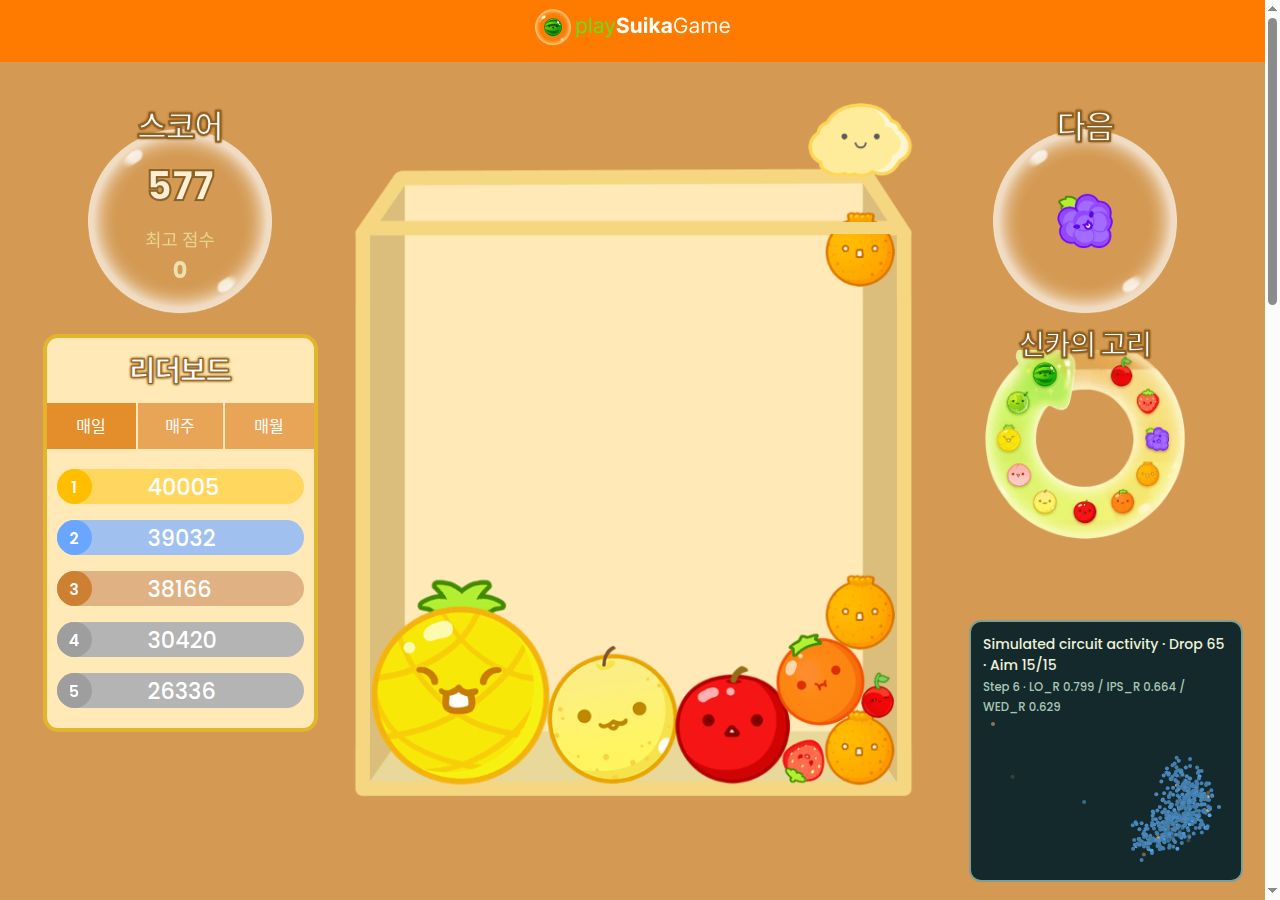 playSuikaGame
스코어
577
최고 점수
0
다음
신카의 고리
리더보드
매일 매주 매월
1 40005
2 39032
3 38166
4 30420
5 26336
Simulated circuit activity · Drop 65
· Aim 15/15
Step 6 · LO_R 0.799 / IPS_R 0.664 /
WED_R 0.629